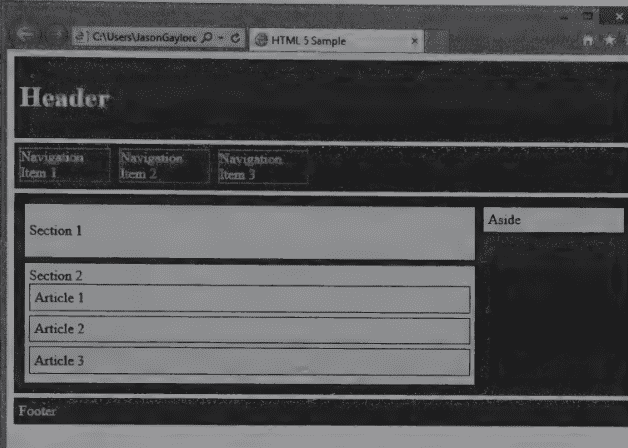 C:\Users\JasonGaylorc
HTML 5 Sample
Header
Navigation
Item 1
Navigation
Item 2
Navigation
Item 3
Section 1
Aside
Section 2
Article 1
Article 2
Article 3
Footer